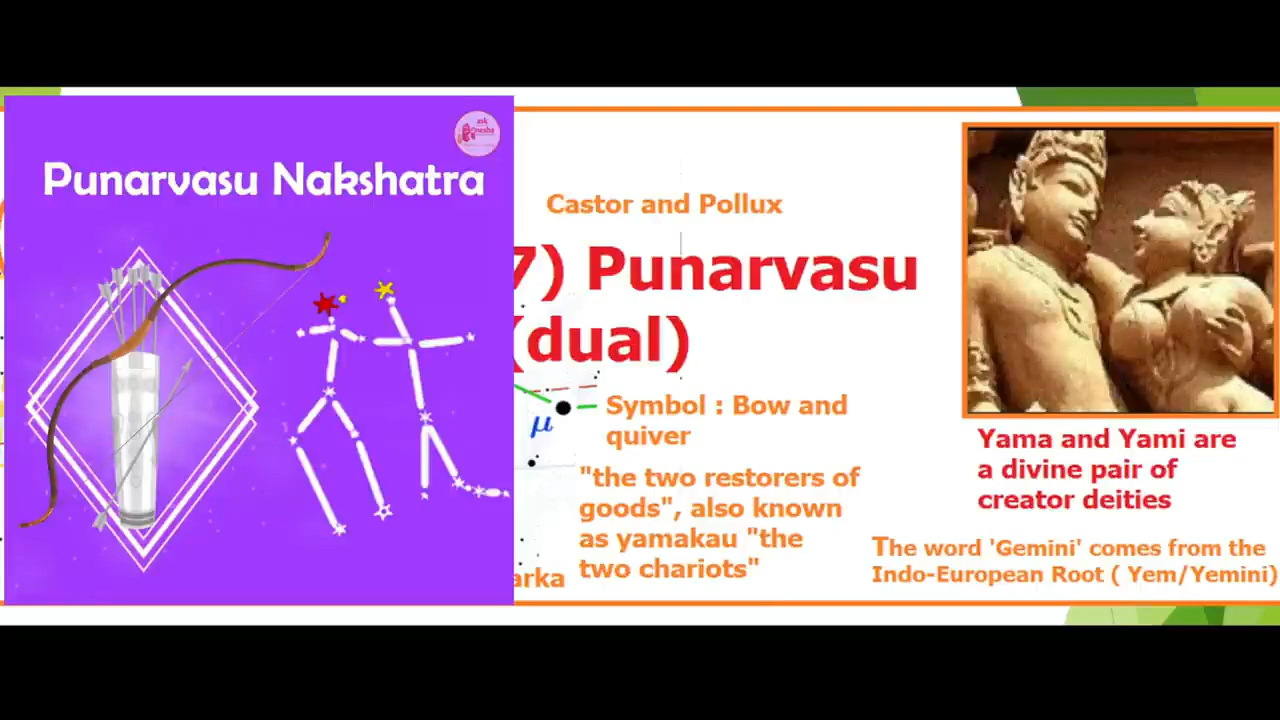 ask
Punarvasu Nakshatra
Castor and Pollux
7) Punarvasu
(dual)
μ
Symbol : Bow and
quiver
"the two restorers of
goods", also known
as yamakau "the
two chariots"
arka
Yama and Yami are
a divine pair of
creator deities
The word 'Gemini' comes from the
Indo-European Root ( Yem/Yemini)